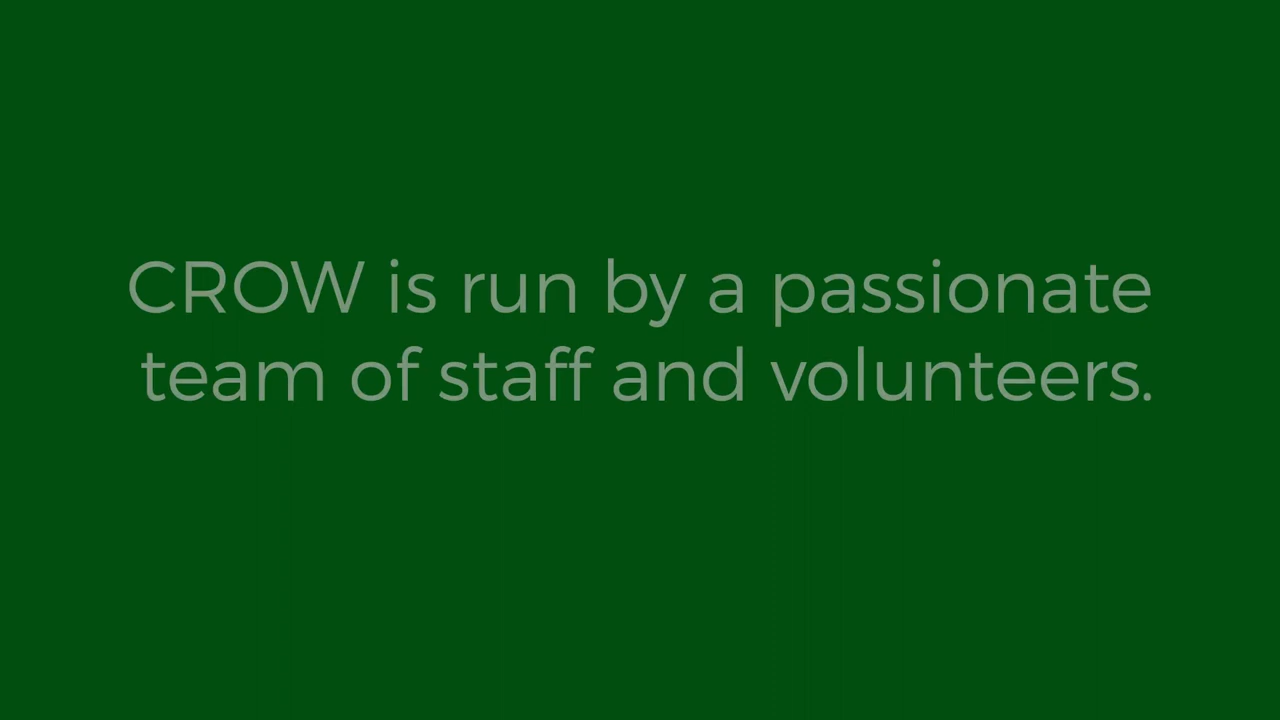 CROW is run by a passionate
team of staff and volunteers.